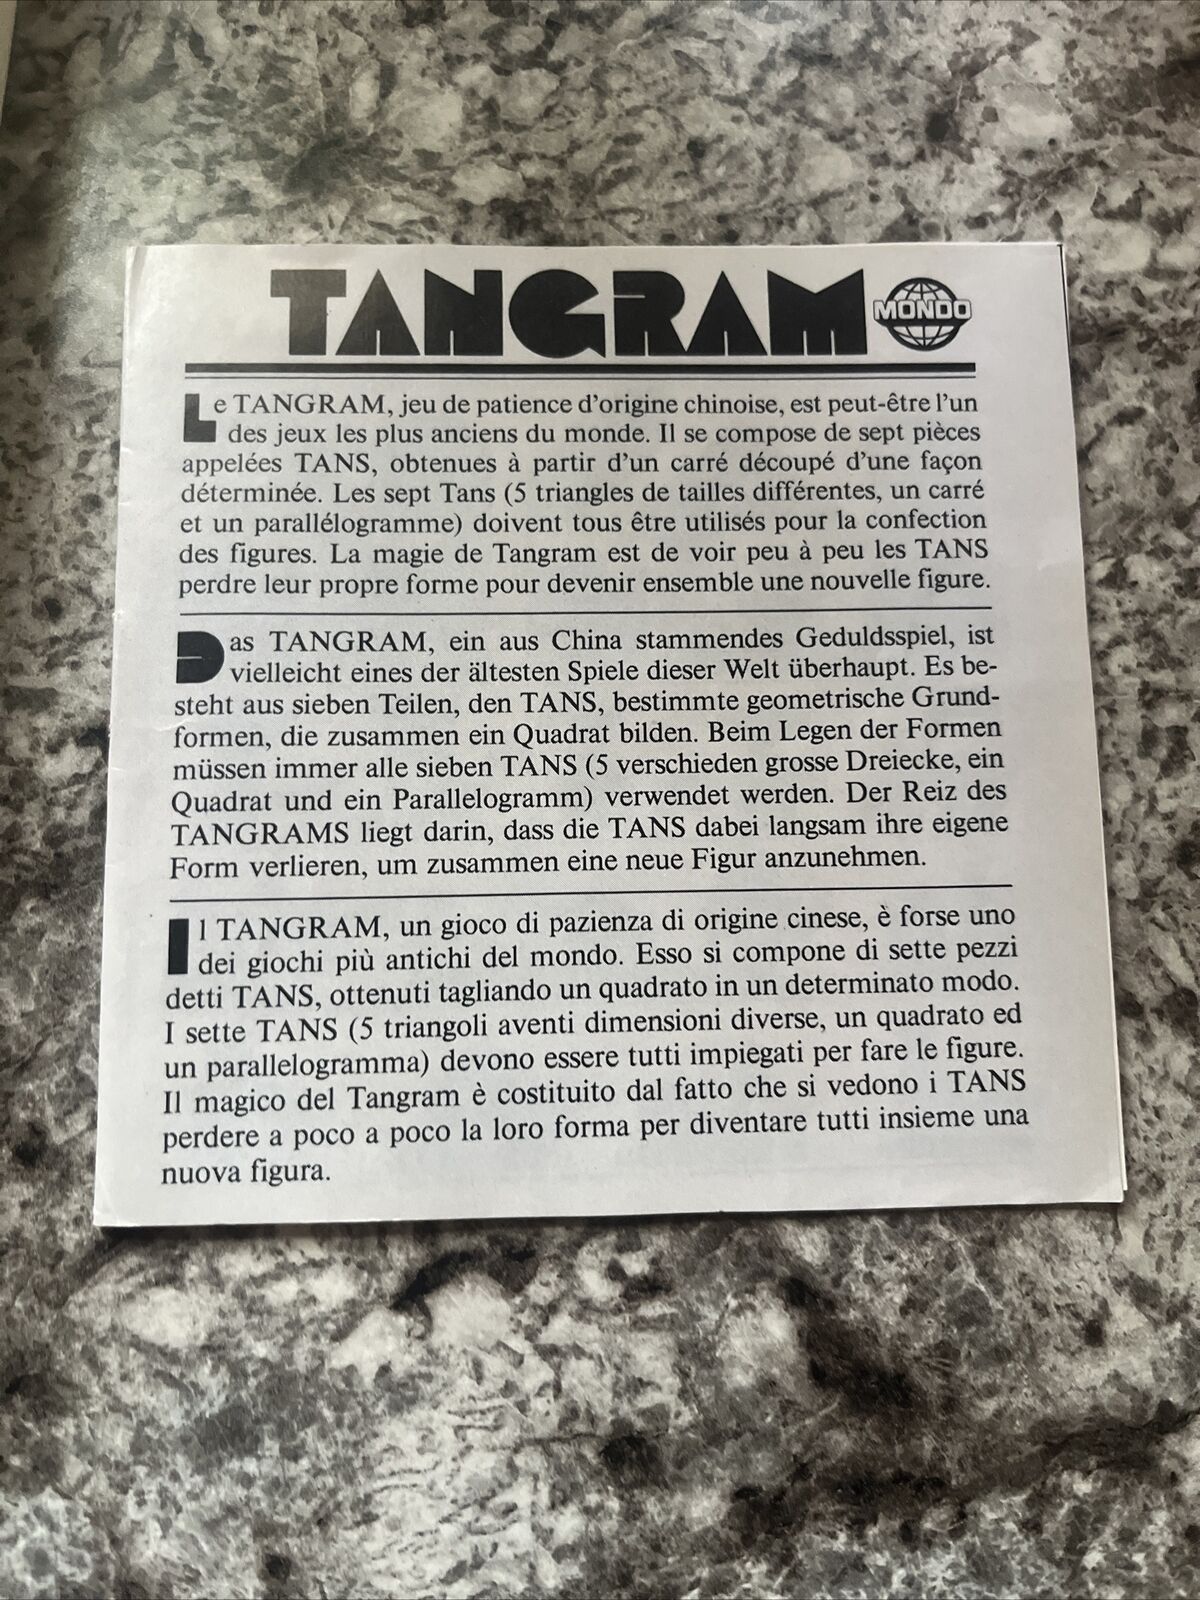 TANGRAM
MONDO
Le TANGRAM, jeu de patience d'origine chinoise, est peut-être l'un
des jeux les plus anciens du monde. Il se compose de sept pièces
appelées TANS, obtenues à partir d'un carré découpé d'une façon
déterminée. Les sept Tans (5 triangles de tailles différentes, un carré
et un parallélogramme) doivent tous être utilisés pour la confection
des figures. La magie de Tangram est de voir peu à peu les TANS
perdre leur propre forme pour devenir ensemble une nouvelle figure.
Das TANGRAM, ein aus China stammendes Geduldsspiel, ist
vielleicht eines der ältesten Spiele dieser Welt überhaupt. Es be-
steht aus sieben Teilen, den TANS, bestimmte geometrische Grund-
formen, die zusammen ein Quadrat bilden. Beim Legen der Formen
müssen immer alle sieben TANS (5 verschieden grosse Dreiecke, ein
Quadrat und ein Parallelogramm) verwendet werden. Der Reiz des
TANGRAMS liegt darin, dass die TANS dabei langsam ihre eigene
Form verlieren, um zusammen eine neue Figur anzunehmen.
Il TANGRAM, un gioco di pazienza di origine cinese, è forse uno
dei giochi più antichi del mondo. Esso si compone di sette pezzi
detti TANS, ottenuti tagliando un quadrato in un determinato modo.
I sette TANS (5 triangoli aventi dimensioni diverse, un quadrato ed
un parallelogramma) devono essere tutti impiegati per fare le figure.
Il magico del Tangram è costituito dal fatto che si vedono i TANS
perdere a poco a poco la loro forma per diventare tutti insieme una
nuova figura.